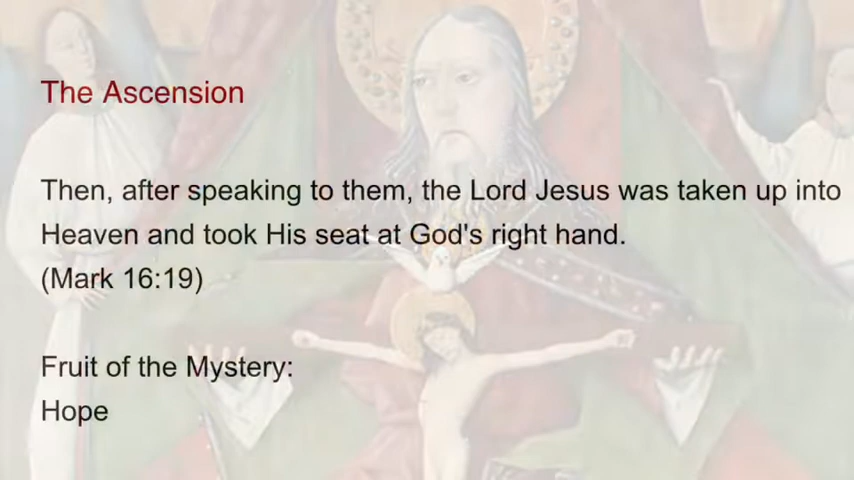 The Ascension
Then, after speaking to them, the Lord Jesus was taken up into
Heaven and took His seat at God's right hand.
(Mark 16:19)
Fruit of the Mystery:
Hope